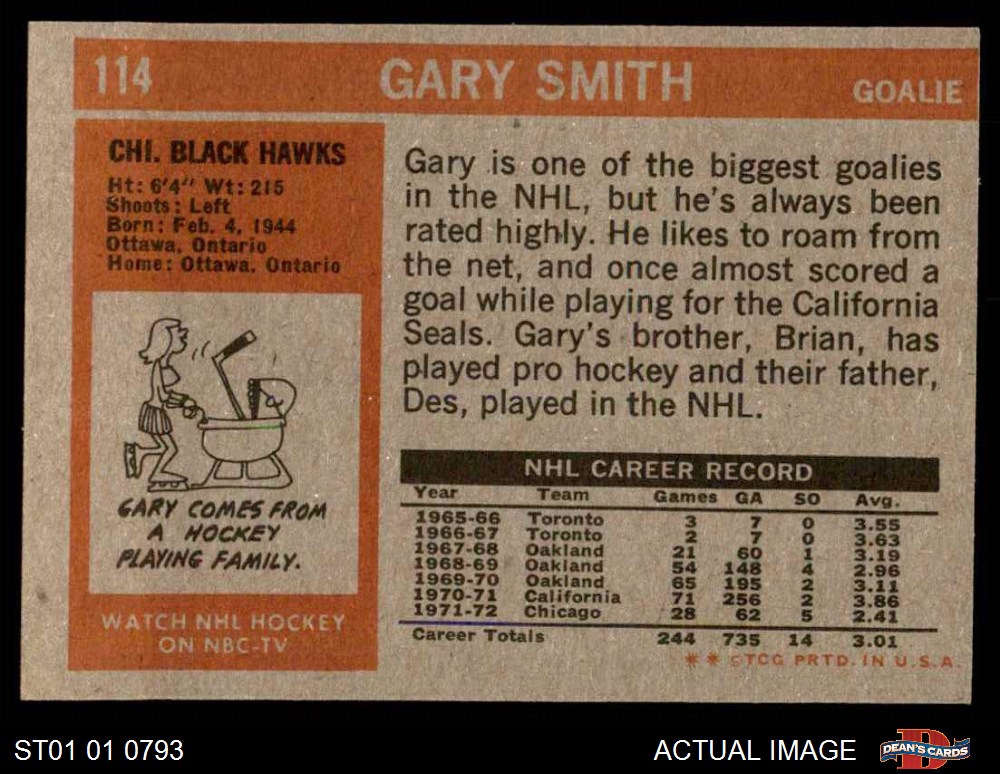 114 GARY SMITH GOALIE
CHI. BLACK HAWKS
Ht: 6'4" Wt: 215
Shoots: Left
Born: Feb. 4, 1944
Ottawa, Ontario
Home: Ottawa, Ontario
GARY COMES FROM
A HOCKEY
PLAYING FAMILY.
WATCH NHL HOCKEY
ON NBC-TV
Gary is one of the biggest goalies
in the NHL, but he's always been
rated highly. He likes to roam from
the net, and once almost scored a
goal while playing for the California
Seals. Gary's brother, Brian, has
played pro hockey and their father,
Des, played in the NHL.
NHL CAREER RECORD
Year Team Games GA SO Avg.
1965-66 Toronto 3 7 0 3.55
1966-67 Toronto 2 7 0 3.63
1967-68 Oakland 21 60 1 3.19
1968-69 Oakland 54 148 4 2.96
1969-70 Oakland 65 195 2 3.11
1970-71 California 71 256 2 3.86
1971-72 Chicago 28 62 5 2.41
Career Totals 244 735 14 3.01
** ©TCG PRTD. IN U.S.A.
ST01 01 0793 ACTUAL IMAGE DEAN'S CARDS